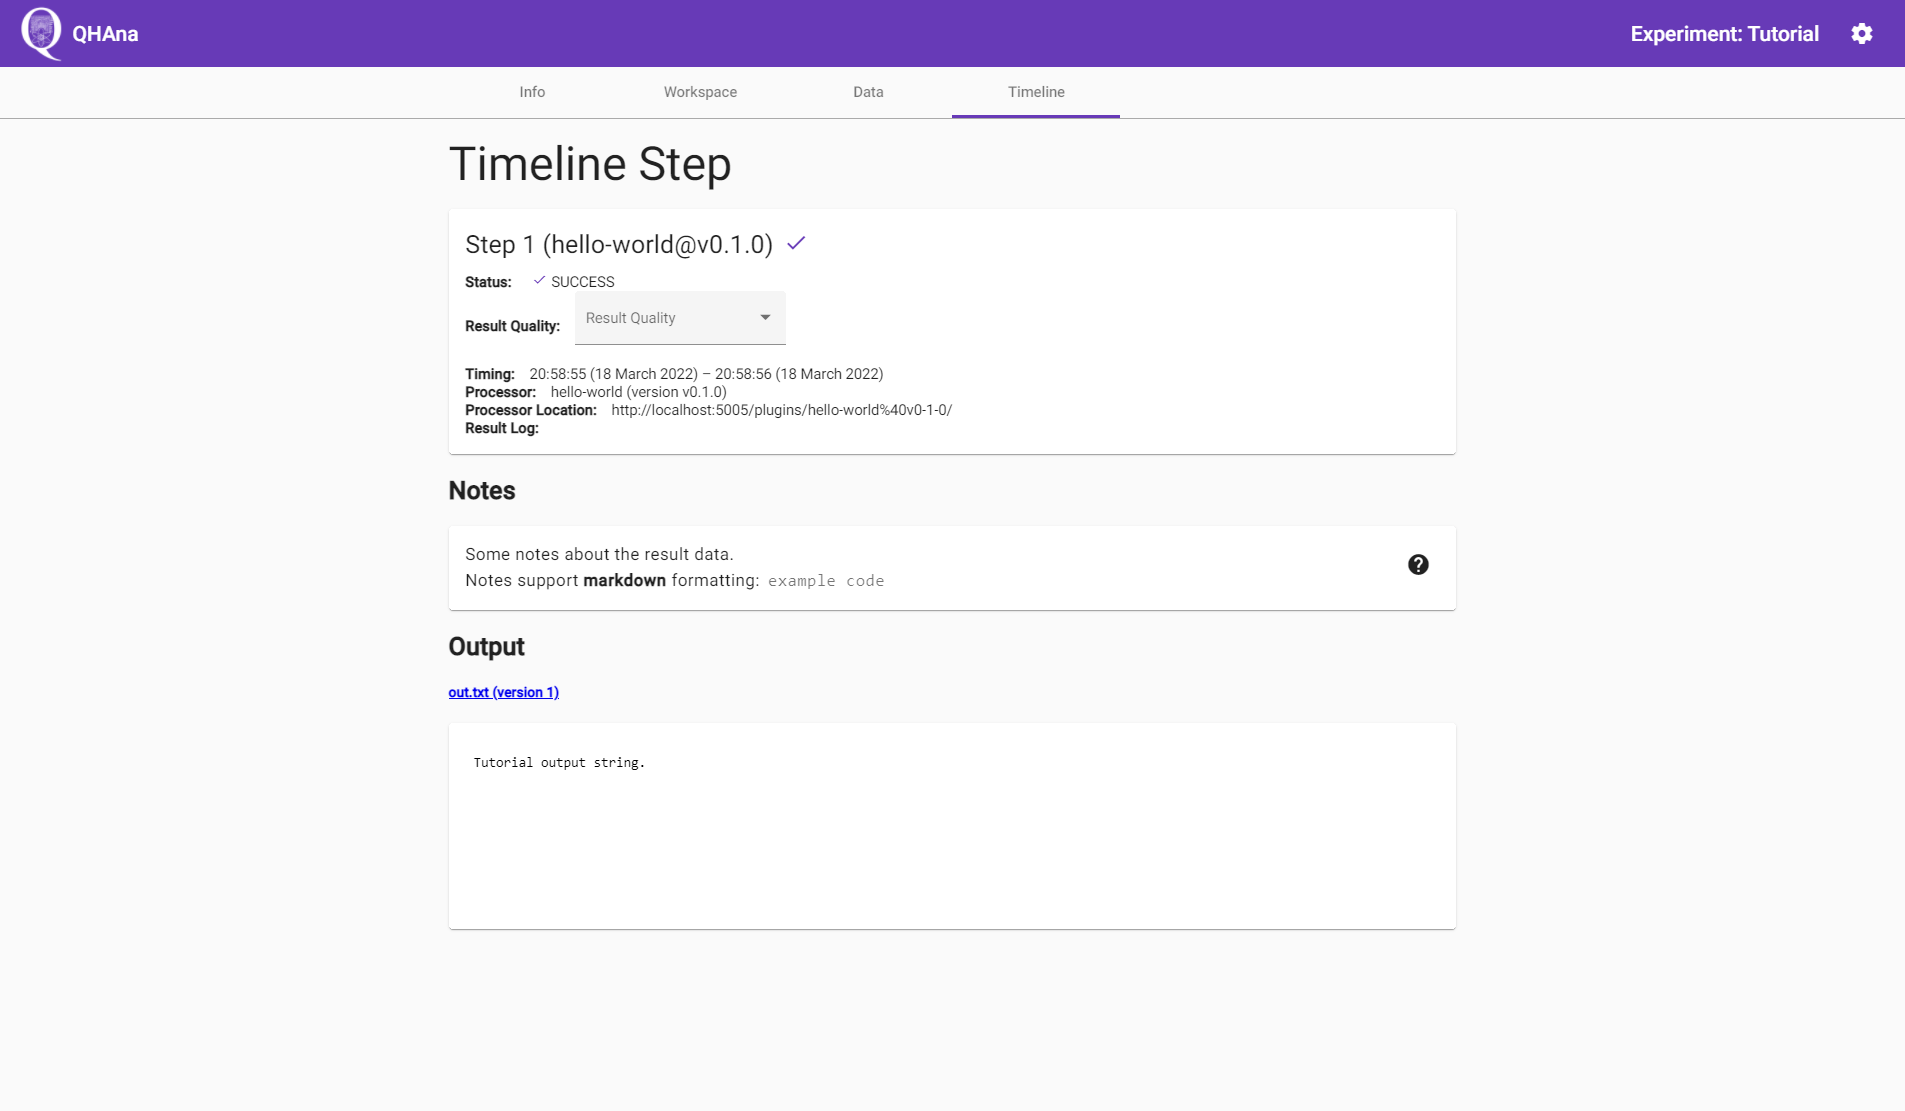 QHAna
Experiment: Tutorial
Info Workspace Data Timeline
Timeline Step
Step 1 (hello-world@v0.1.0)
Status: SUCCESS
Result Quality: Result Quality
Timing: 20:58:55 (18 March 2022) – 20:58:56 (18 March 2022)
Processor: hello-world (version v0.1.0)
Processor Location: http://localhost:5005/plugins/hello-world%40v0-1-0/
Result Log:
Notes
Some notes about the result data.
Notes support markdown formatting: example code
Output
out.txt (version 1)
Tutorial output string.